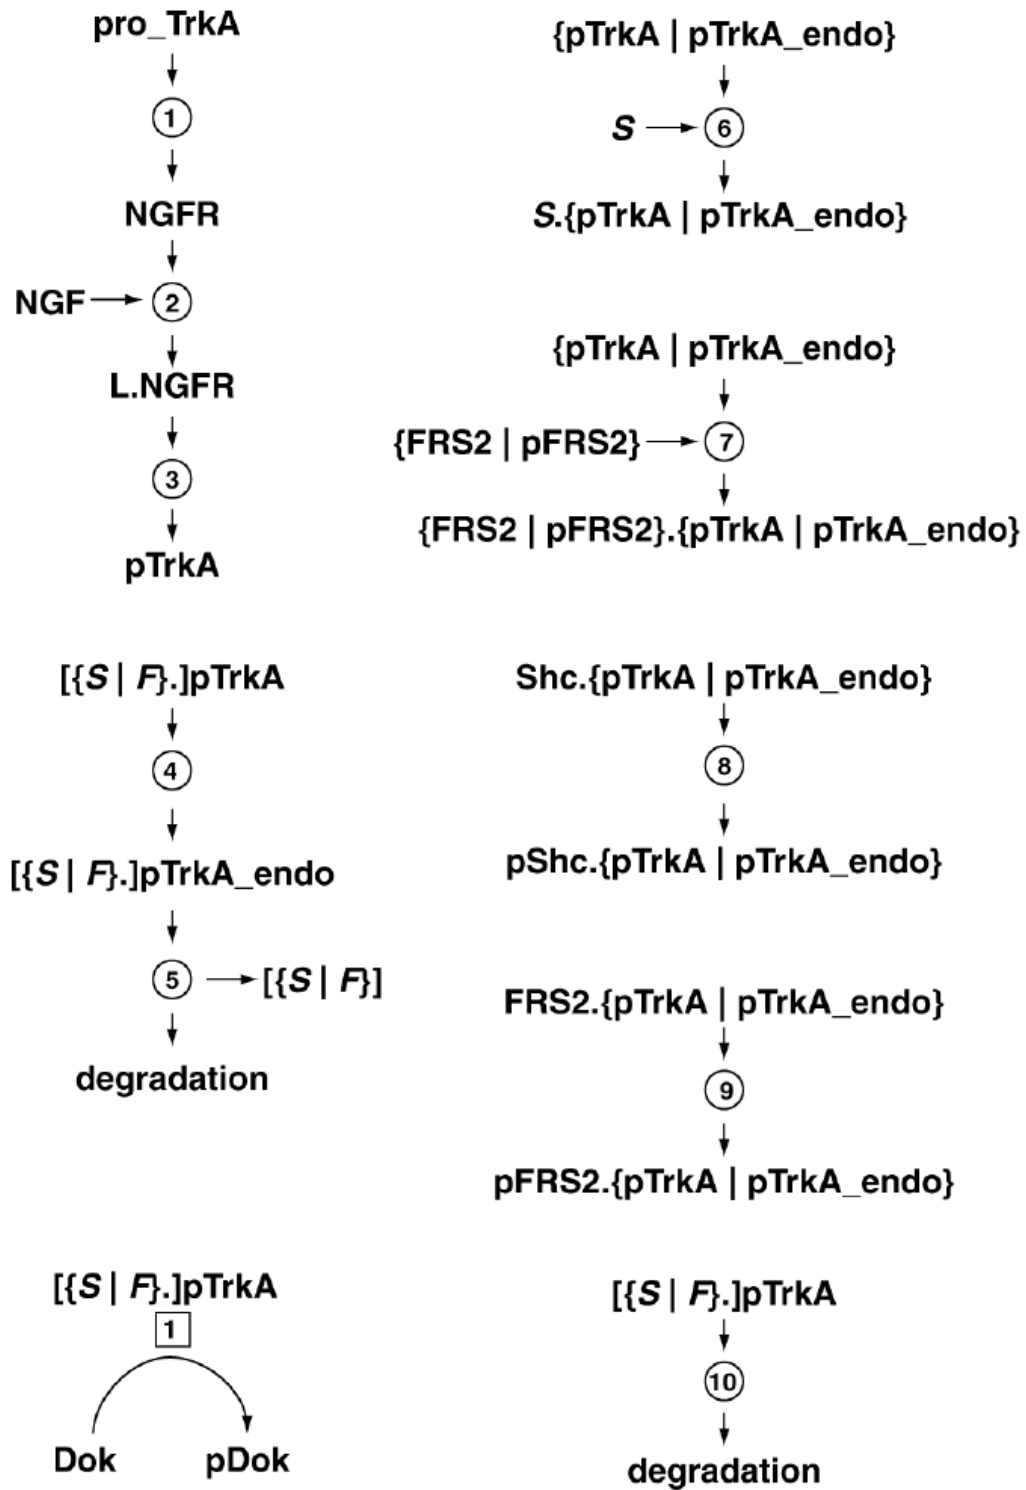 pro_TrkA
1
NGFR
NGF 2
L.NGFR
3
pTrkA
{pTrkA | pTrkA_endo}
S 6
S.{pTrkA | pTrkA_endo}
{pTrkA | pTrkA_endo}
{FRS2 | pFRS2} 7
{FRS2 | pFRS2}.{pTrkA | pTrkA_endo}
[{S | F}.]pTrkA
4
[{S | F}.]pTrkA_endo
5 [{S | F}]
degradation
Shc.{pTrkA | pTrkA_endo}
8
pShc.{pTrkA | pTrkA_endo}
FRS2.{pTrkA | pTrkA_endo}
9
pFRS2.{pTrkA | pTrkA_endo}
[{S | F}.]pTrkA
1
Dok pDok
[{S | F}.]pTrkA
10
degradation